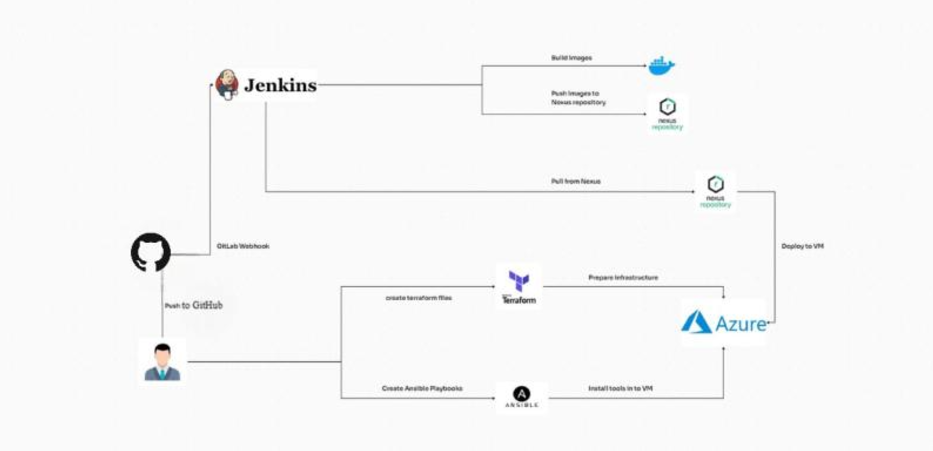 Build Images
Jenkins
Push Images to
Nexus repository
nexus
repository
Pull from Nexus
nexus
repository
GitLab Webhook
Deploy to VM
Prepare Infrastructure
create terraform files
Terraform
Push to GitHub
Azure
Create Ansible Playbooks
Install tools in to VM
ANSIBLE